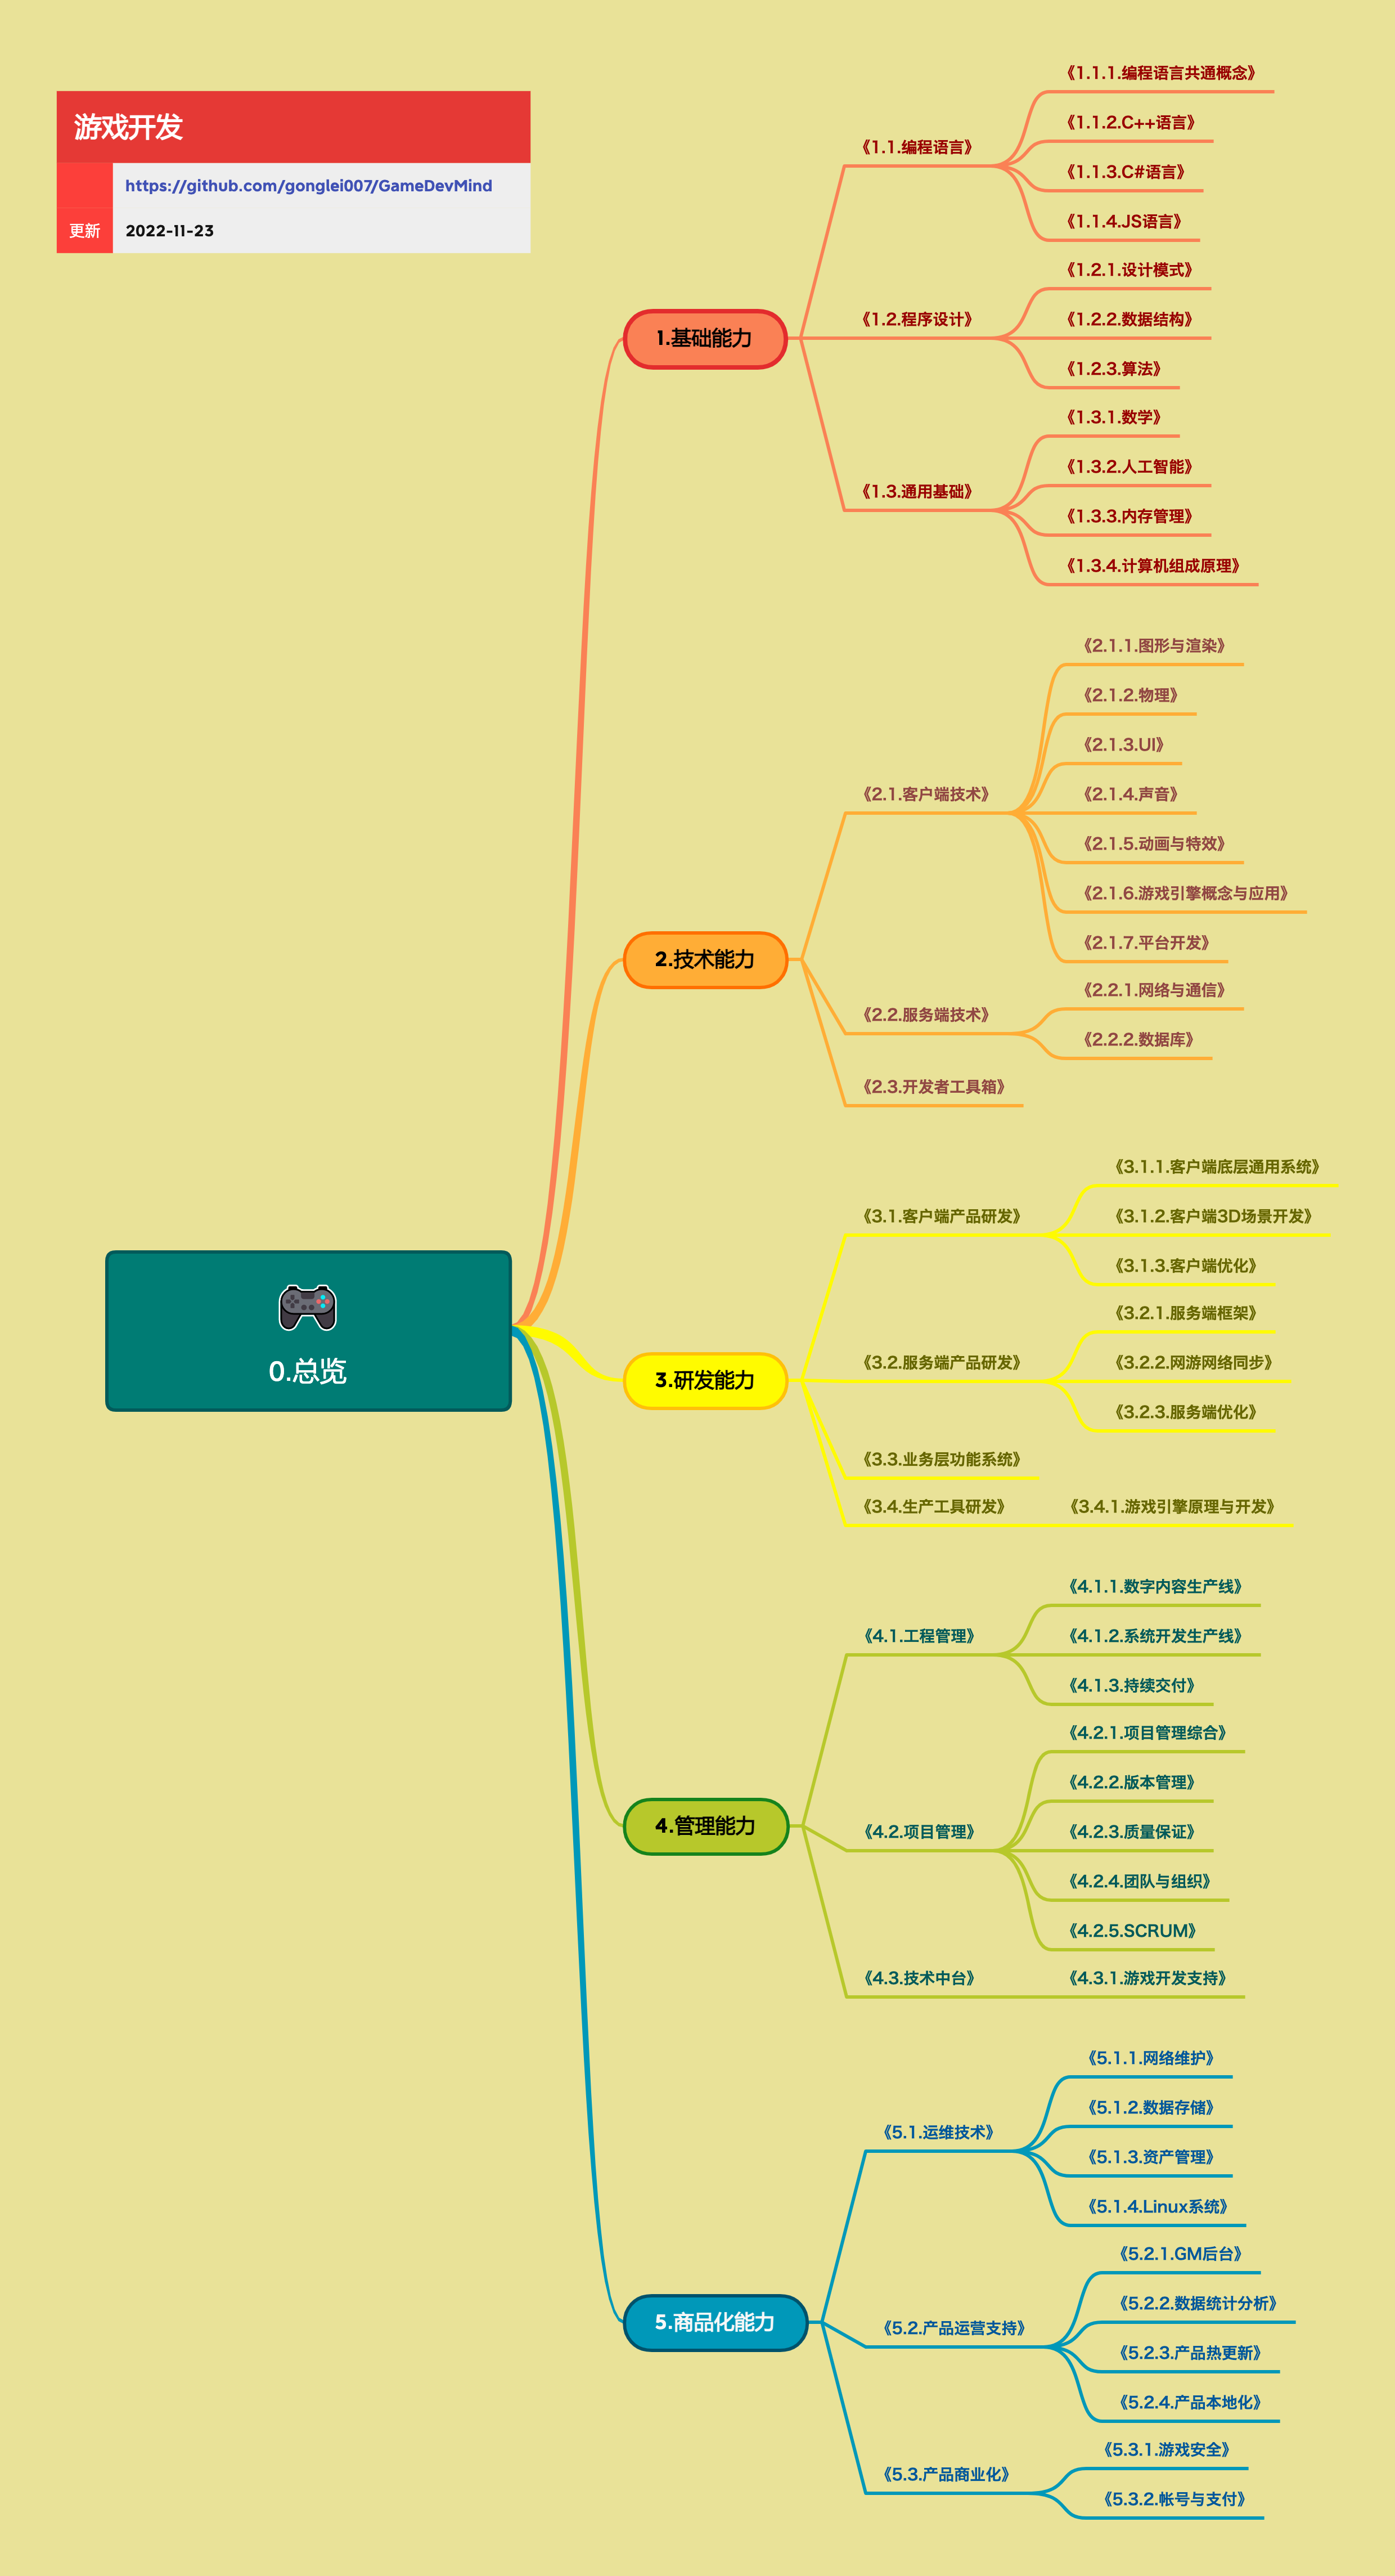 游戏开发
https://github.com/gonglei007/GameDevMind
更新 2022-11-23
0.总览
1.基础能力
《1.1.编程语言》
《1.1.1.编程语言共通概念》
《1.1.2.C++语言》
《1.1.3.C#语言》
《1.1.4.JS语言》
《1.2.程序设计》
《1.2.1.设计模式》
《1.2.2.数据结构》
《1.2.3.算法》
《1.3.通用基础》
《1.3.1.数学》
《1.3.2.人工智能》
《1.3.3.内存管理》
《1.3.4.计算机组成原理》
2.技术能力
《2.1.客户端技术》
《2.1.1.图形与渲染》
《2.1.2.物理》
《2.1.3.UI》
《2.1.4.声音》
《2.1.5.动画与特效》
《2.1.6.游戏引擎概念与应用》
《2.1.7.平台开发》
《2.2.服务端技术》
《2.2.1.网络与通信》
《2.2.2.数据库》
《2.3.开发者工具箱》
3.研发能力
《3.1.客户端产品研发》
《3.1.1.客户端底层通用系统》
《3.1.2.客户端3D场景开发》
《3.1.3.客户端优化》
《3.2.服务端产品研发》
《3.2.1.服务端框架》
《3.2.2.网游网络同步》
《3.2.3.服务端优化》
《3.3.业务层功能系统》
《3.4.生产工具研发》
《3.4.1.游戏引擎原理与开发》
4.管理能力
《4.1.工程管理》
《4.1.1.数字内容生产线》
《4.1.2.系统开发生产线》
《4.1.3.持续交付》
《4.2.项目管理》
《4.2.1.项目管理综合》
《4.2.2.版本管理》
《4.2.3.质量保证》
《4.2.4.团队与组织》
《4.2.5.SCRUM》
《4.3.技术中台》
《4.3.1.游戏开发支持》
5.商品化能力
《5.1.运维技术》
《5.1.1.网络维护》
《5.1.2.数据存储》
《5.1.3.资产管理》
《5.1.4.Linux系统》
《5.2.产品运营支持》
《5.2.1.GM后台》
《5.2.2.数据统计分析》
《5.2.3.产品热更新》
《5.2.4.产品本地化》
《5.3.产品商业化》
《5.3.1.游戏安全》
《5.3.2.帐号与支付》